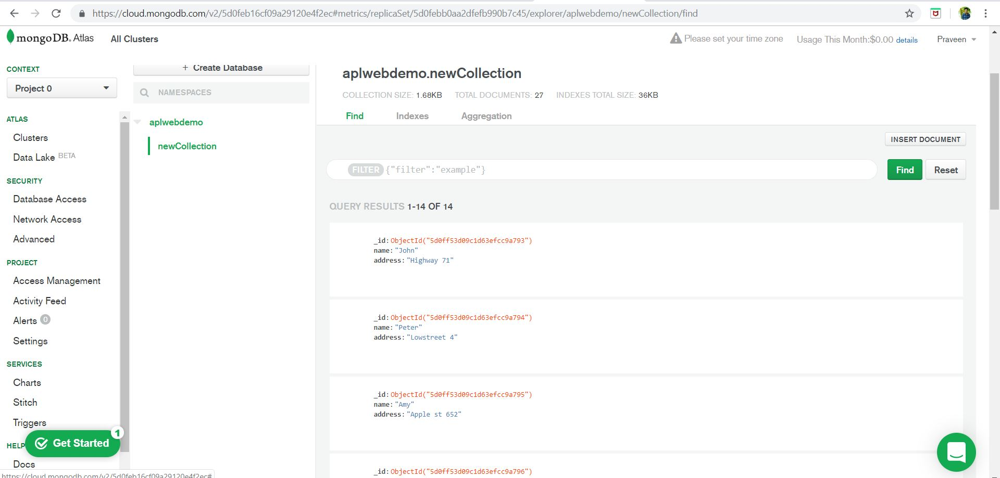 https://cloud.mongodb.com/v2/5d0feb16cf09a29120e4f2ec#metrics/replicaSet/5d0febb0aa2dfefb990b7c45/explorer/aplwebdemo/newCollection/find
mongoDB. Atlas
All Clusters
Please set your time zone
Usage This Month:$0.00 details
Praveen
CONTEXT
Project 0
ATLAS
Clusters
Data Lake BETA
SECURITY
Database Access
Network Access
Advanced
PROJECT
Access Management
Activity Feed
Alerts 0
Settings
SERVICES
Charts
Stitch
Triggers
HELP
Get Started
1
Docs
https://cloud.mongodb.com/v2/5d0feb16cf09a29120e4f2ec#
+ Create Database
NAMESPACES
aplwebdemo
newCollection
aplwebdemo.newCollection
COLLECTION SIZE: 1.68KB TOTAL DOCUMENTS: 27 INDEXES TOTAL SIZE: 36KB
Find Indexes Aggregation
INSERT DOCUMENT
FILTER {"filter":"example"}
Find
Reset
QUERY RESULTS 1-14 OF 14
_id: ObjectId("5d0ff53d09c1d63efcc9a793")
name: "John"
address: "Highway 71"
_id: ObjectId("5d0ff53d09c1d63efcc9a794")
name: "Peter"
address: "Lowstreet 4"
_id: ObjectId("5d0ff53d09c1d63efcc9a795")
name: "Amy"
address: "Apple st 652"
_id: ObjectId("5d0ff53d09c1d63efcc9a796")